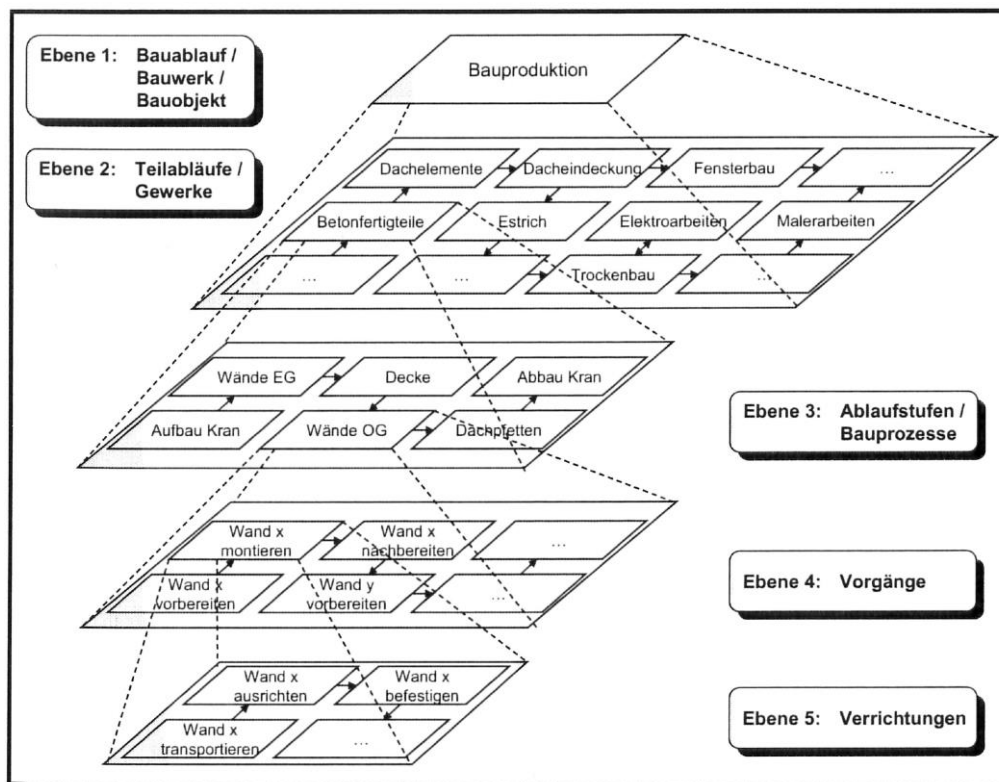 Ebene 1: Bauablauf /
Bauwerk /
Bauobjekt
Bauproduktion
Ebene 2: Teilabläufe /
Gewerke
Dachelemente
Dacheindeckung
Fensterbau
...
Betonfertigteile
Estrich
Elektroarbeiten
Malerarbeiten
...
...
Trockenbau
...
Wände EG
Decke
Abbau Kran
Aufbau Kran
Wände OG
Dachpfetten
Ebene 3: Ablaufstufen /
Bauprozesse
Wand x
montieren
Wand x
nachbereiten
...
Wand x
vorbereiten
Wand y
vorbereiten
...
Ebene 4: Vorgänge
Wand x
ausrichten
Wand x
befestigen
Wand x
transportieren
...
Ebene 5: Verrichtungen